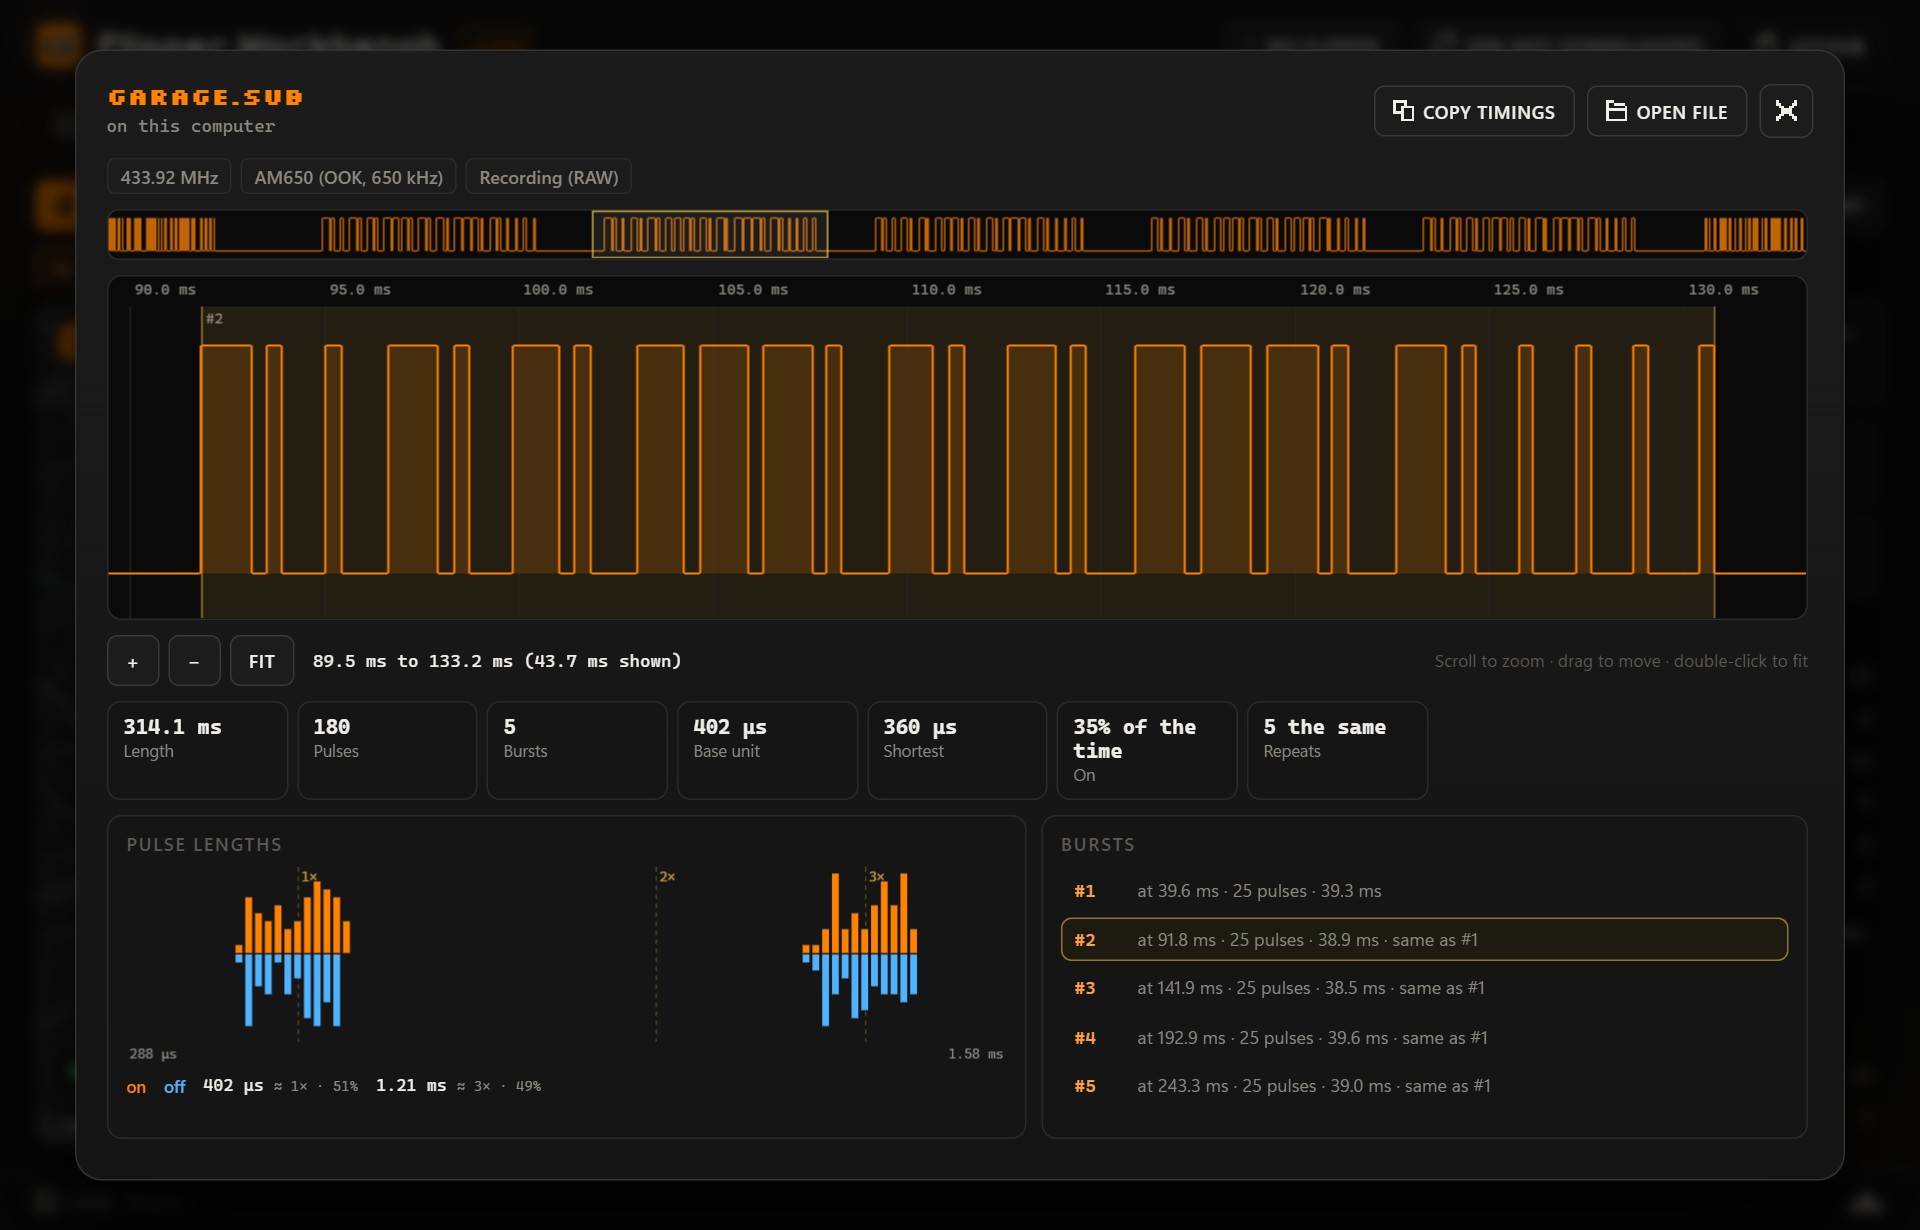 GARAGE.SUB
on this computer
COPY TIMINGS
OPEN FILE
433.92 MHz
AM650 (OOK, 650 kHz)
Recording (RAW)
90.0 ms
95.0 ms
100.0 ms
105.0 ms
110.0 ms
115.0 ms
120.0 ms
125.0 ms
130.0 ms
#2
+
−
FIT
89.5 ms to 133.2 ms (43.7 ms shown)
Scroll to zoom · drag to move · double-click to fit
314.1 ms
Length
180
Pulses
5
Bursts
402 µs
Base unit
360 µs
Shortest
35% of the
time
On
5 the same
Repeats
PULSE LENGTHS
1×
2×
3×
288 µs
1.58 ms
on off 402 µs ≈ 1× · 51% 1.21 ms ≈ 3× · 49%
BURSTS
#1 at 39.6 ms · 25 pulses · 39.3 ms
#2 at 91.8 ms · 25 pulses · 38.9 ms · same as #1
#3 at 141.9 ms · 25 pulses · 38.5 ms · same as #1
#4 at 192.9 ms · 25 pulses · 39.6 ms · same as #1
#5 at 243.3 ms · 25 pulses · 39.0 ms · same as #1